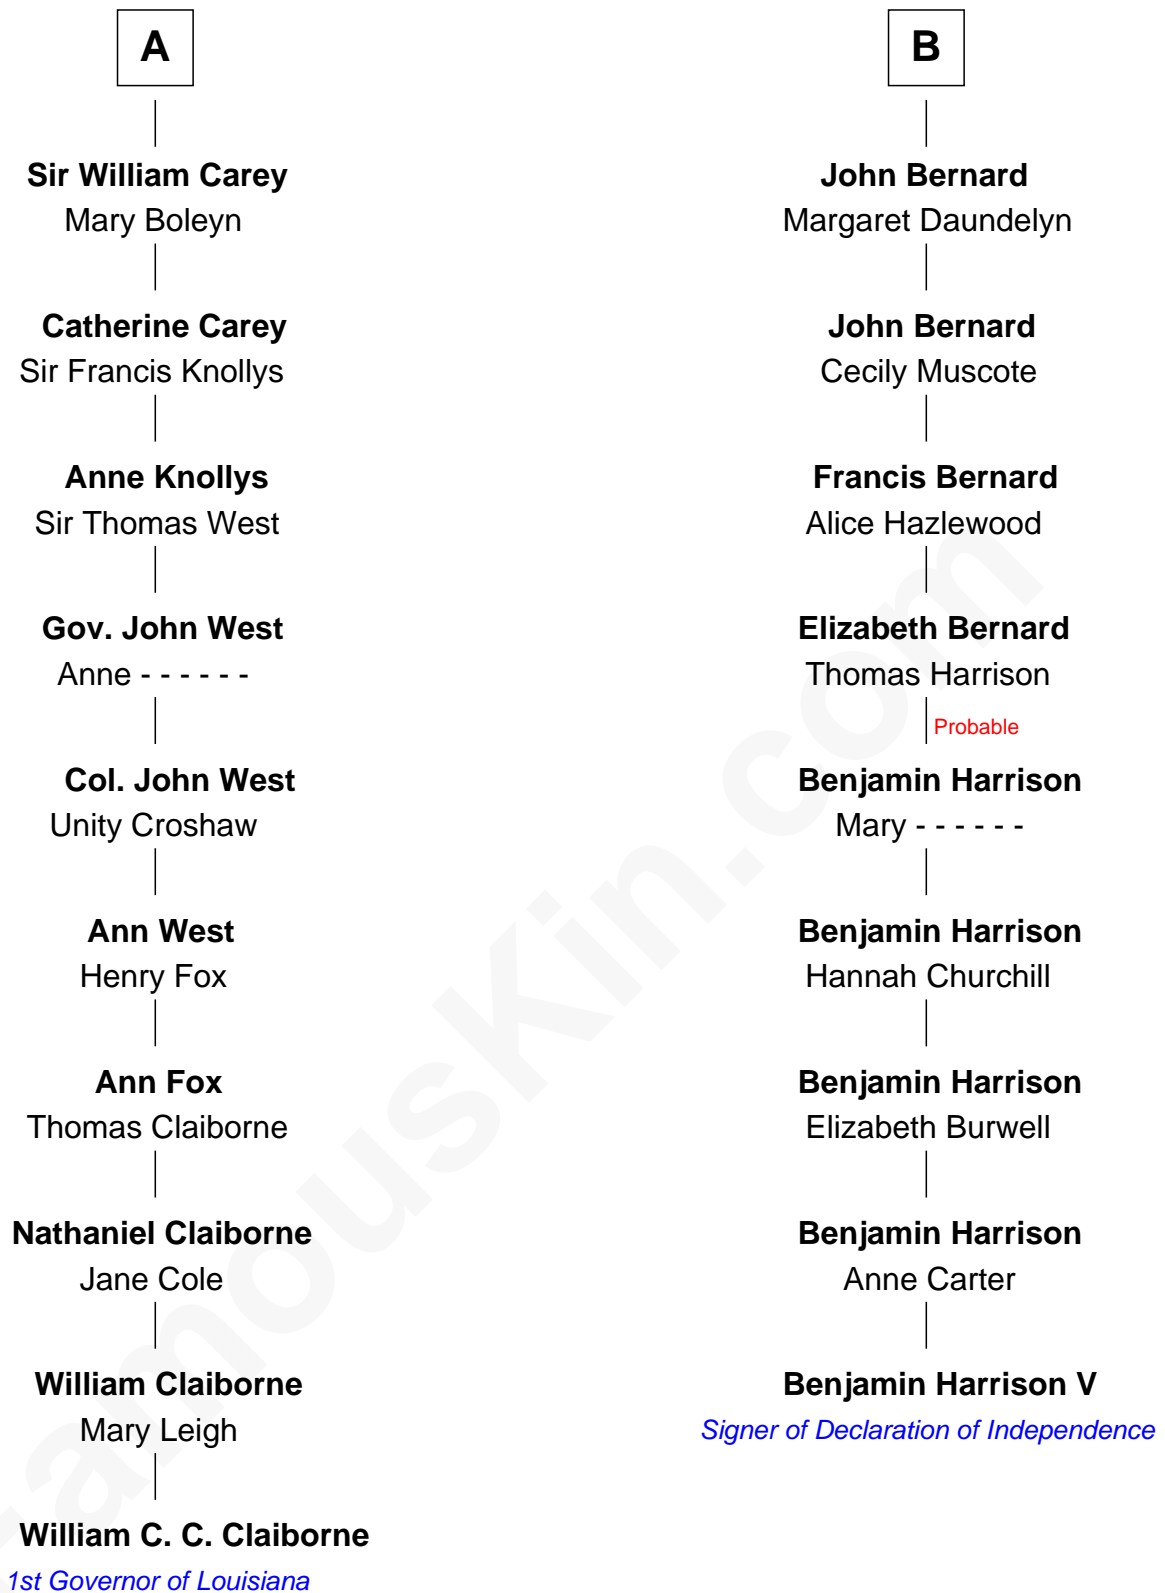 A
Sir William Carey
Mary Boleyn
Catherine Carey
Sir Francis Knollys
Anne Knollys
Sir Thomas West
Gov. John West
Anne - - - - - -
Col. John West
Unity Croshaw
Ann West
Henry Fox
Ann Fox
Thomas Claiborne
Nathaniel Claiborne
Jane Cole
William Claiborne
Mary Leigh
William C. C. Claiborne
1st Governor of Louisiana
B
John Bernard
Margaret Daundelyn
John Bernard
Cecily Muscote
Francis Bernard
Alice Hazlewood
Elizabeth Bernard
Thomas Harrison
Probable
Benjamin Harrison
Mary - - - - - -
Benjamin Harrison
Hannah Churchill
Benjamin Harrison
Elizabeth Burwell
Benjamin Harrison
Anne Carter
Benjamin Harrison V
Signer of Declaration of Independence
FamousKin.com